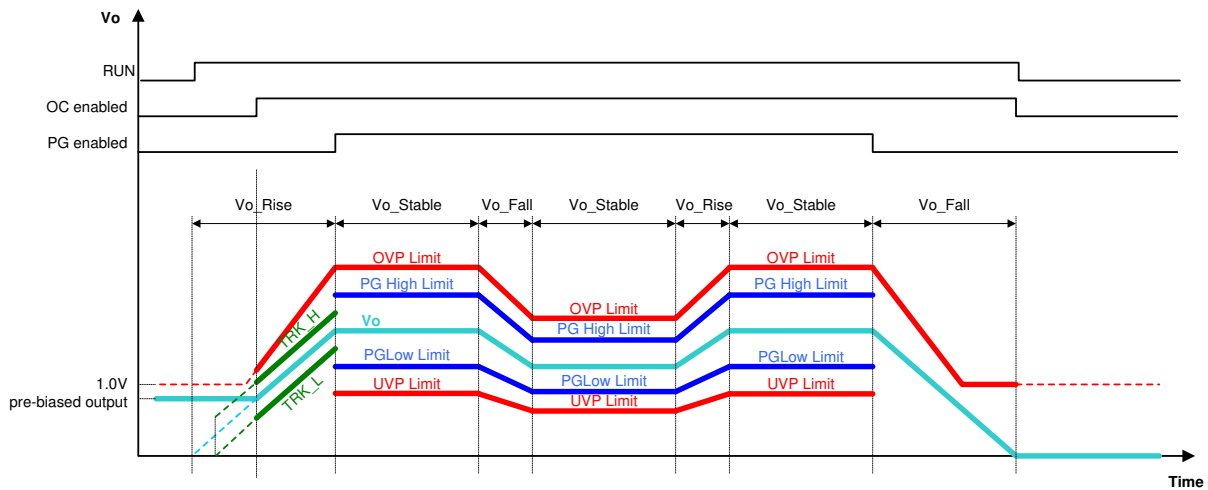 Vo
RUN
OC enabled
PG enabled
Vo_Rise
Vo_Stable
Vo_Fall
Vo_Stable
Vo_Rise
Vo_Stable
Vo_Fall
OVP Limit
OVP Limit
PG High Limit
PG High Limit
OVP Limit
TRK_H
Vo
PG High Limit
PGLow Limit
PGLow Limit
1.0V
UVP Limit
PGLow Limit
UVP Limit
pre-biased output
TRK_L
UVP Limit
Time